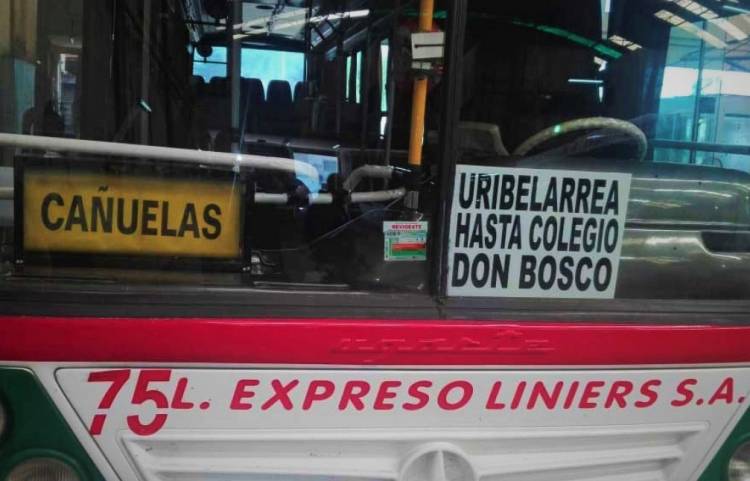 CAÑUELAS
URIBELARREA
HASTA COLEGIO
DON BOSCO
75 L. EXPRESO LINIERS S.A.